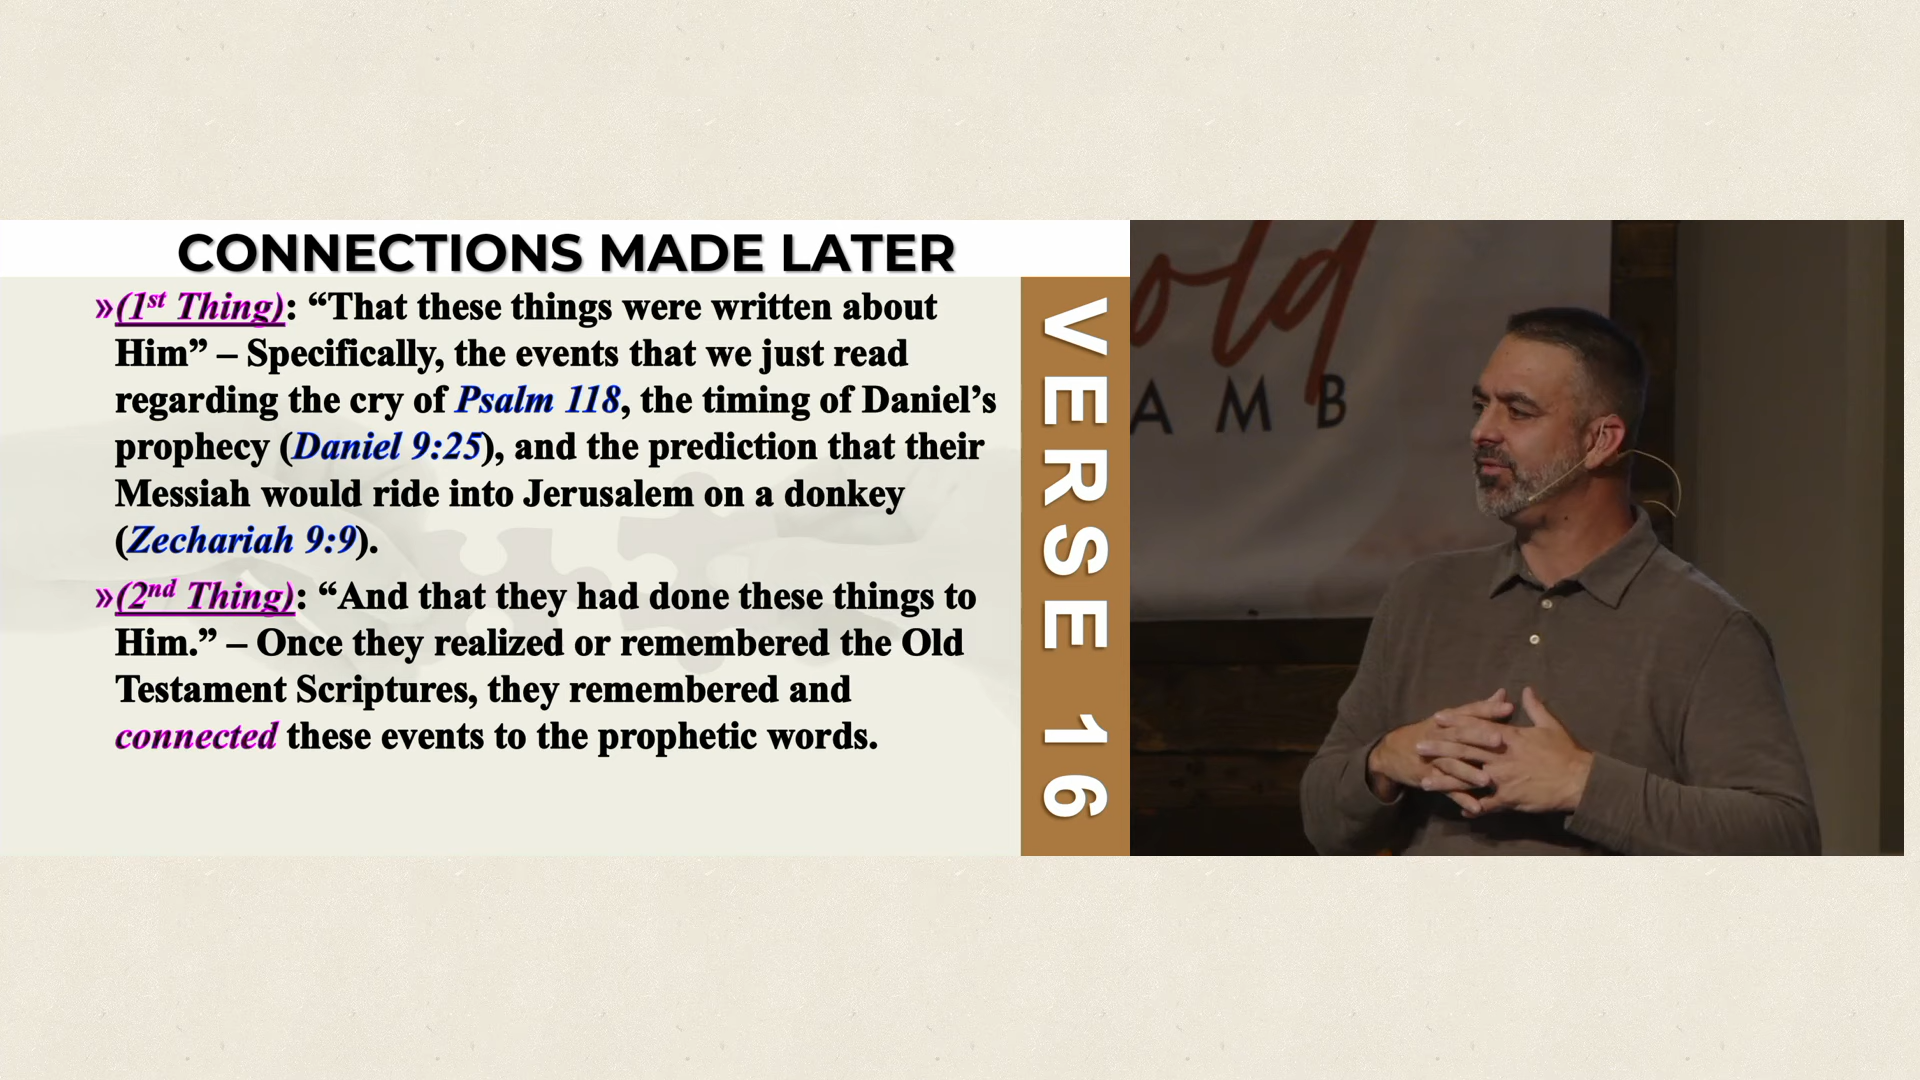 CONNECTIONS MADE LATER
»(1st Thing): “That these things were written about
Him” – Specifically, the events that we just read
regarding the cry of Psalm 118, the timing of Daniel’s
prophecy (Daniel 9:25), and the prediction that their
Messiah would ride into Jerusalem on a donkey
(Zechariah 9:9).
»(2nd Thing): “And that they had done these things to
Him.” – Once they realized or remembered the Old
Testament Scriptures, they remembered and
connected these events to the prophetic words.
VERSE 16
old
AMB